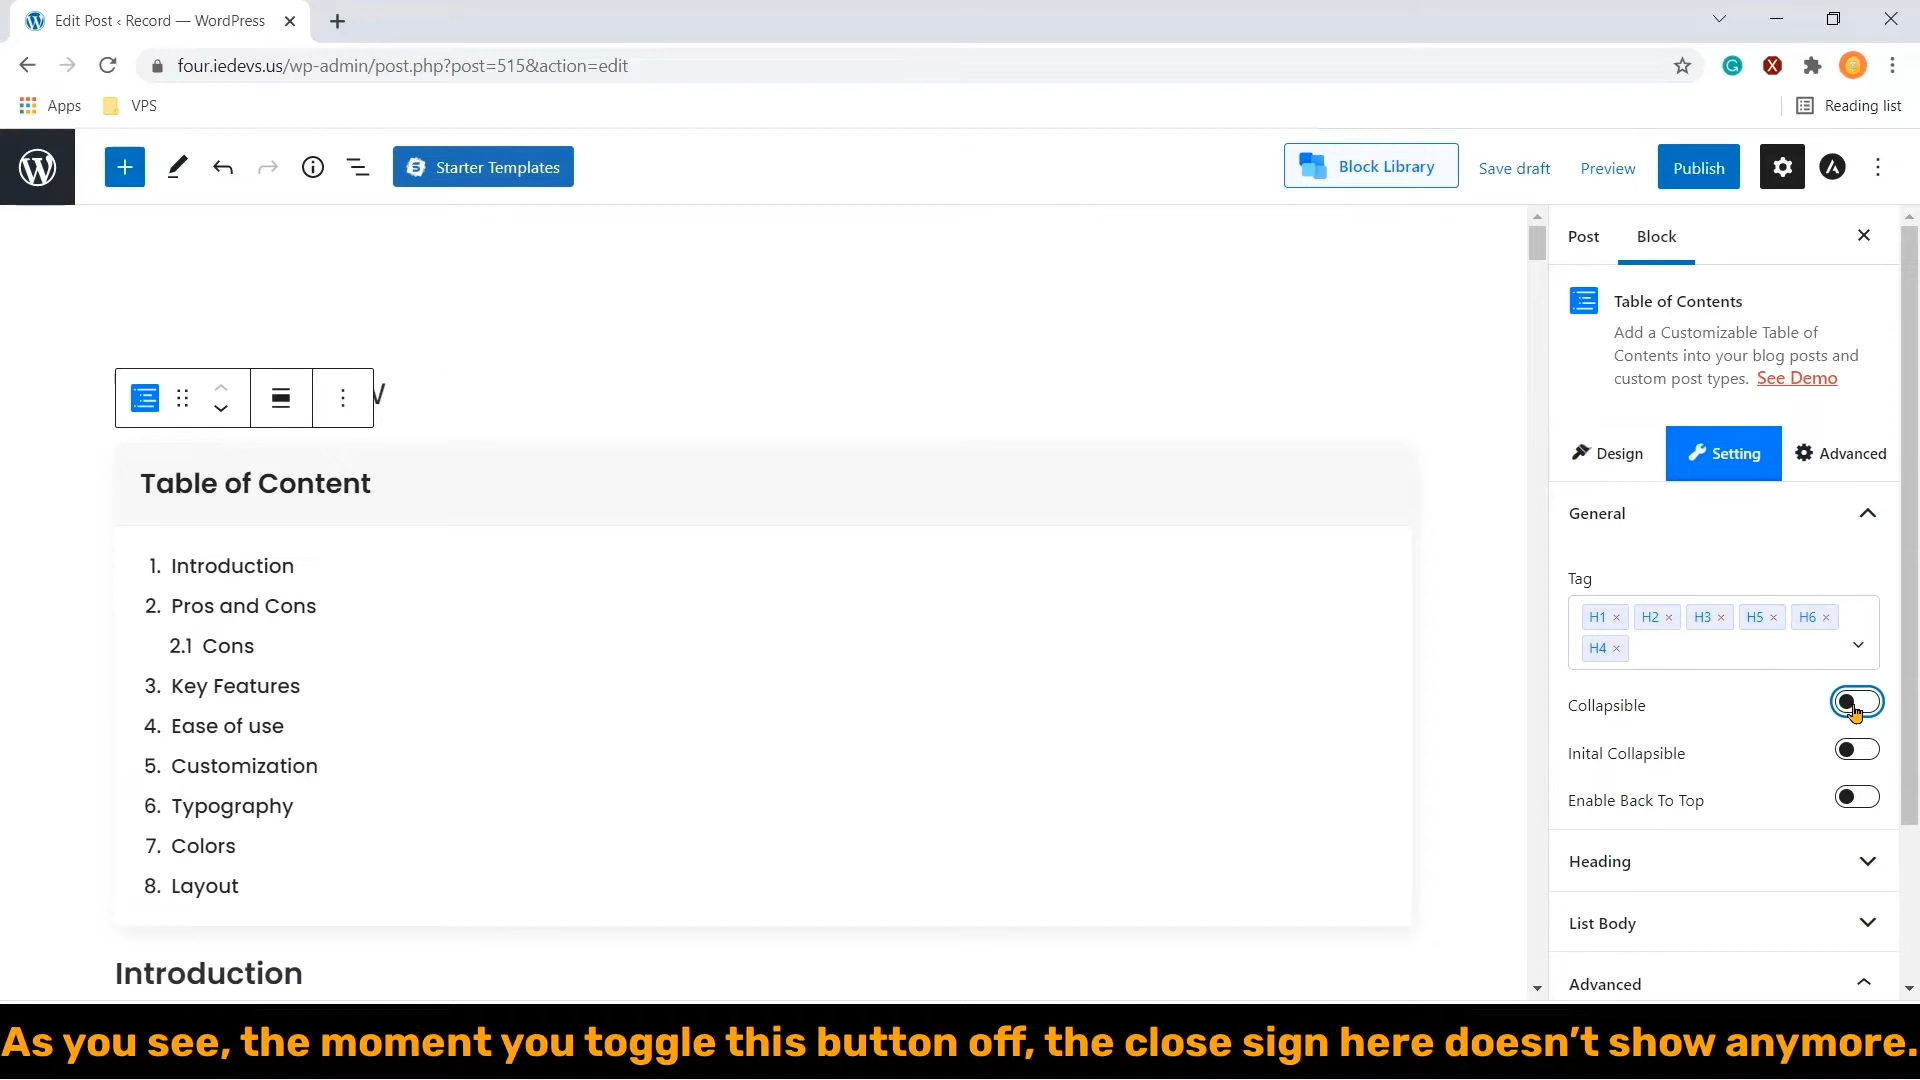 Edit Post ‹ Record — WordPress
four.iedevs.us/wp-admin/post.php?post=515&action=edit
Apps
VPS
Reading list
Starter Templates
Block Library
Save draft
Preview
Publish
Post
Block
Table of Contents
Add a Customizable Table of
Contents into your blog posts and
custom post types. See Demo
Design
Setting
Advanced
Table of Content
1. Introduction
2. Pros and Cons
2.1 Cons
3. Key Features
4. Ease of use
5. Customization
6. Typography
7. Colors
8. Layout
Introduction
General
Tag
H1 × H2 × H3 × H5 × H6 ×
H4 ×
Collapsible
Inital Collapsible
Enable Back To Top
Heading
List Body
Advanced
As you see, the moment you toggle this button off, the close sign here doesn’t show anymore.